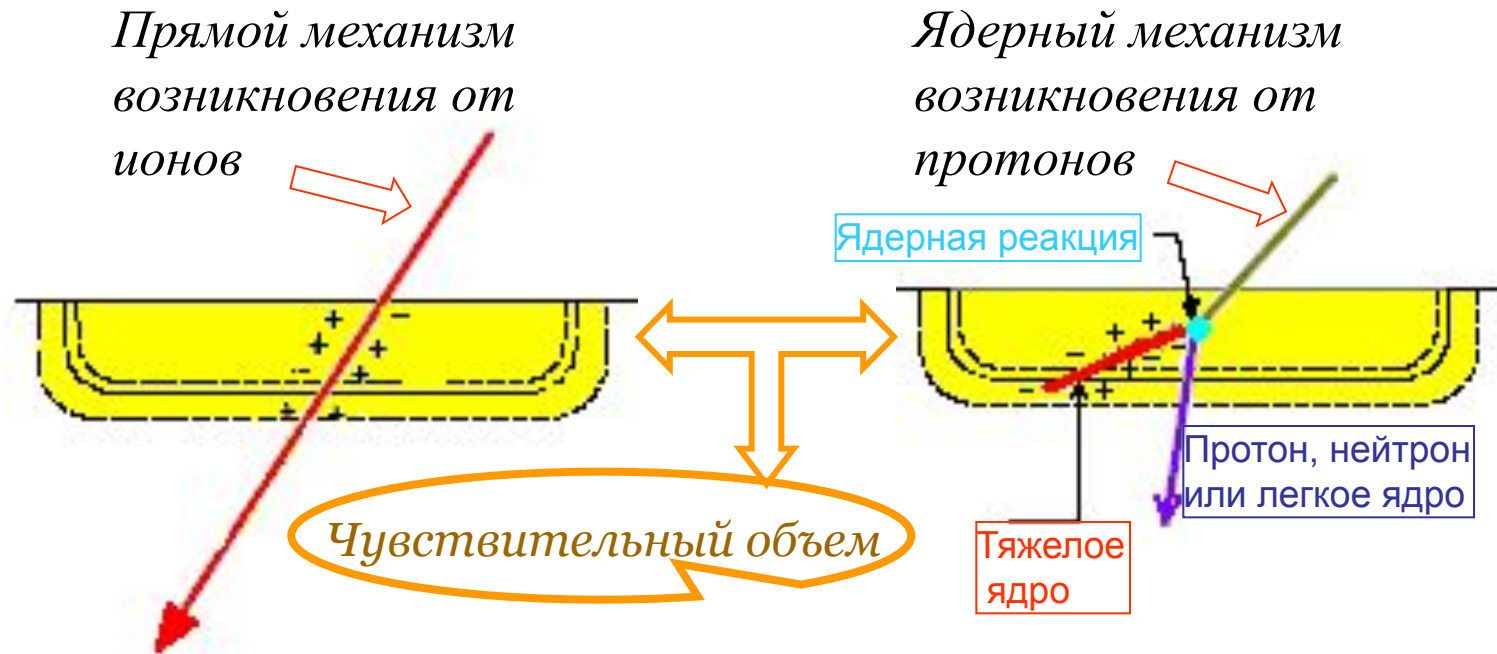 Прямой механизм
возникновения от
ионов
Ядерный механизм
возникновения от
протонов
Ядерная реакция
Протон, нейтрон
или легкое ядро
Чувствительный объем
Тяжелое
ядро